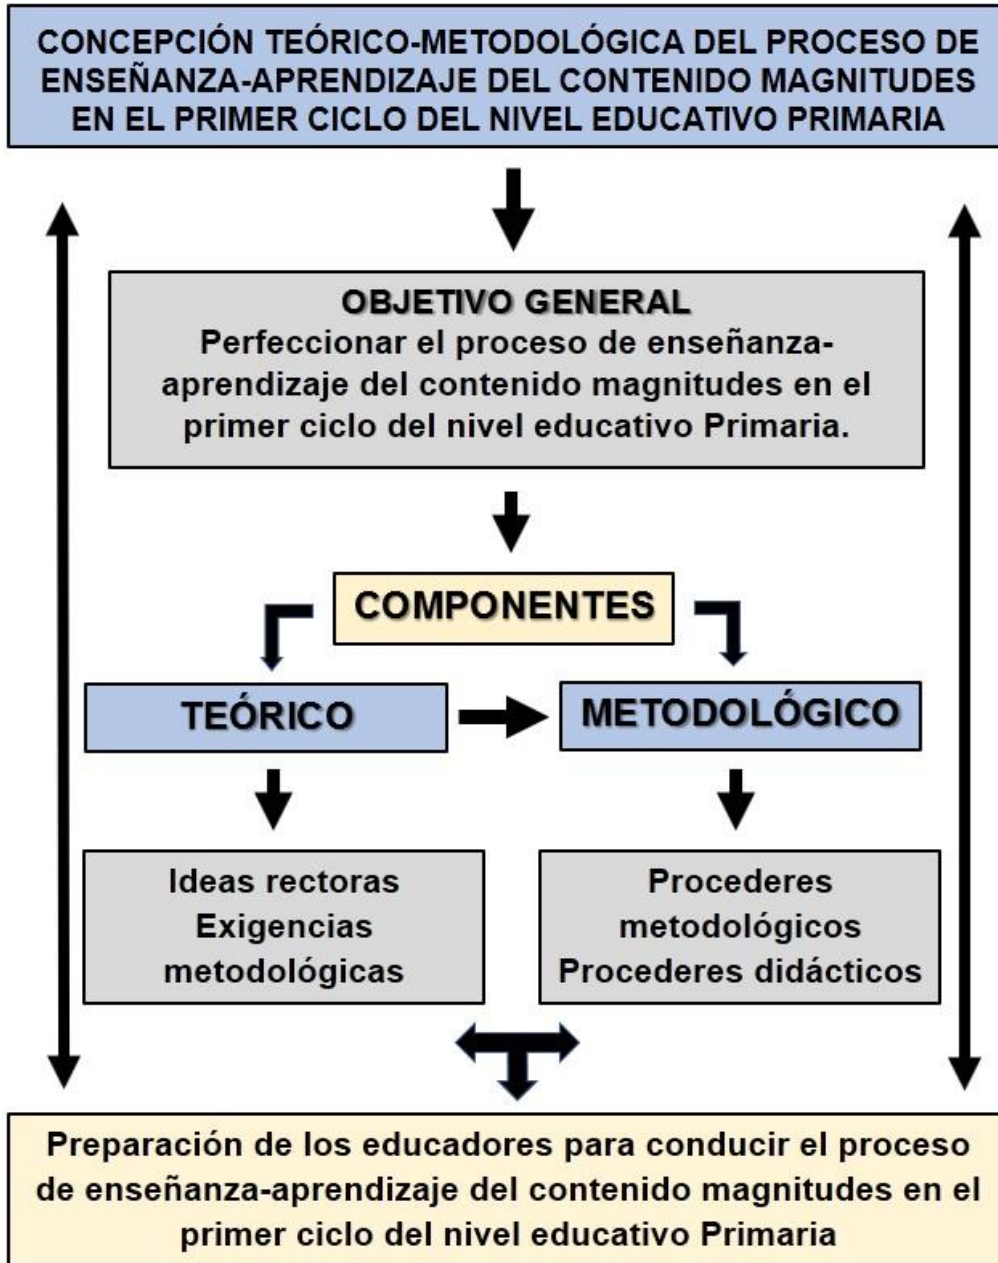 CONCEPCIÓN TEÓRICO-METODOLÓGICA DEL PROCESO DE
ENSEÑANZA-APRENDIZAJE DEL CONTENIDO MAGNITUDES
EN EL PRIMER CICLO DEL NIVEL EDUCATIVO PRIMARIA
OBJETIVO GENERAL
Perfeccionar el proceso de enseñanza-
aprendizaje del contenido magnitudes en el
primer ciclo del nivel educativo Primaria.
COMPONENTES
TEÓRICO
METODOLÓGICO
Ideas rectoras
Exigencias
metodológicas
Procederes
metodológicos
Procederes didácticos
Preparación de los educadores para conducir el proceso
de enseñanza-aprendizaje del contenido magnitudes en el
primer ciclo del nivel educativo Primaria